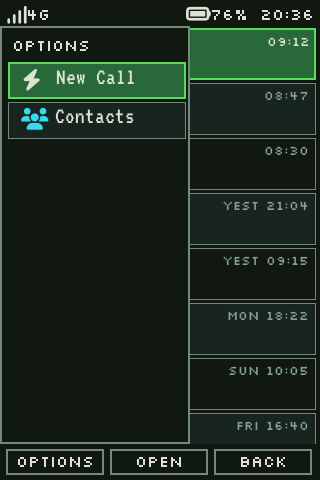 4G 76% 20:36
OPTIONS
New Call
Contacts
09:12
08:47
08:30
YEST 21:04
YEST 09:15
MON 18:22
SUN 10:05
FRI 16:40
OPTIONS OPEN BACK